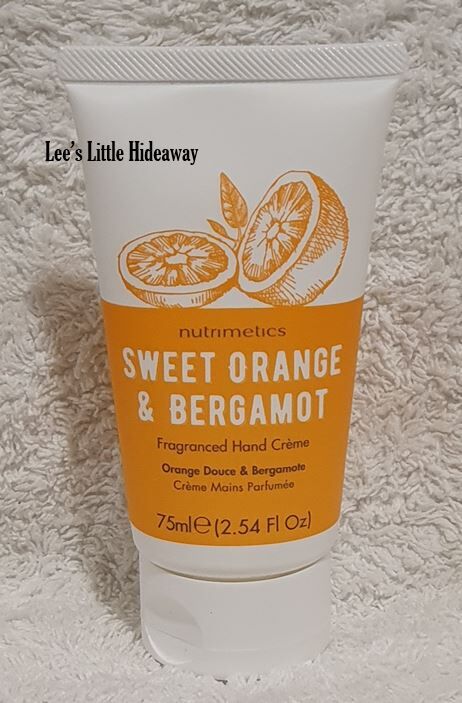 Lee's Little Hideaway
nutrimetics
SWEET ORANGE
& BERGAMOT
Fragranced Hand Crème
Orange Douce & Bergamote
Crème Mains Parfumée
75ml℮(2.54 Fl Oz)